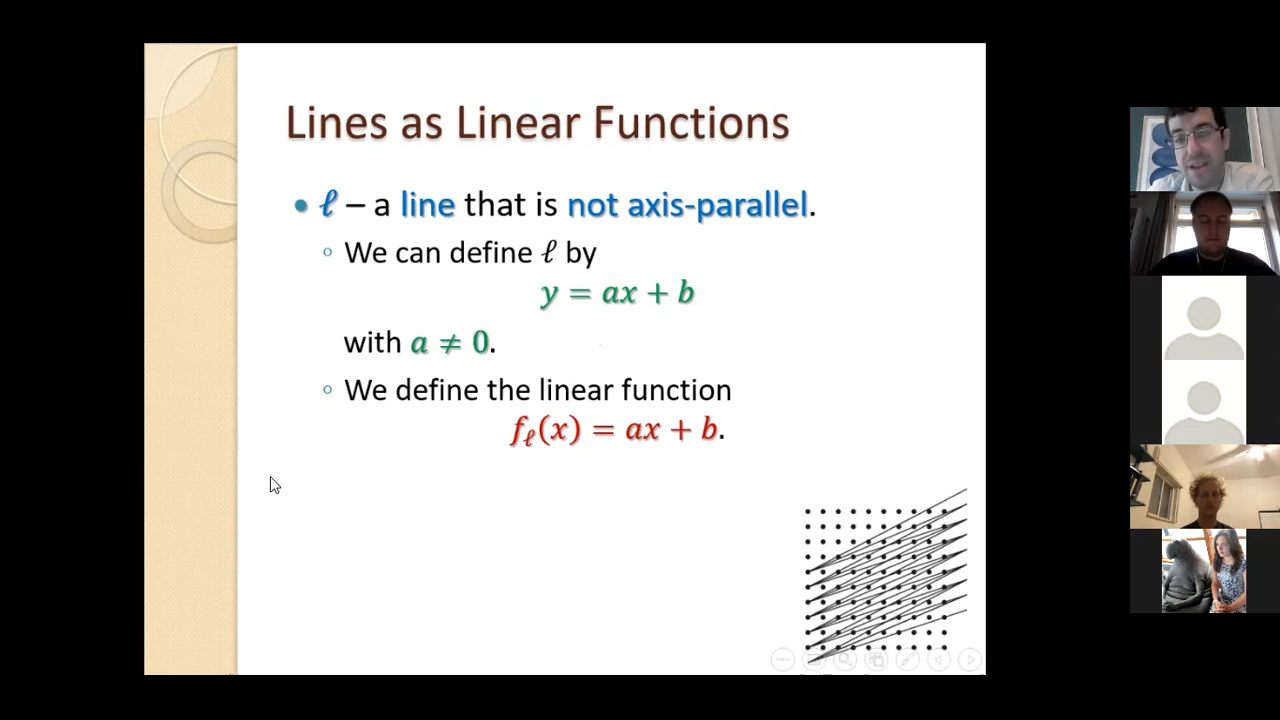 Lines as Linear Functions
• ℓ – a line that is not axis-parallel.
◦ We can define ℓ by
y = ax + b
with a ≠ 0.
◦ We define the linear function
f_ℓ(x) = ax + b.